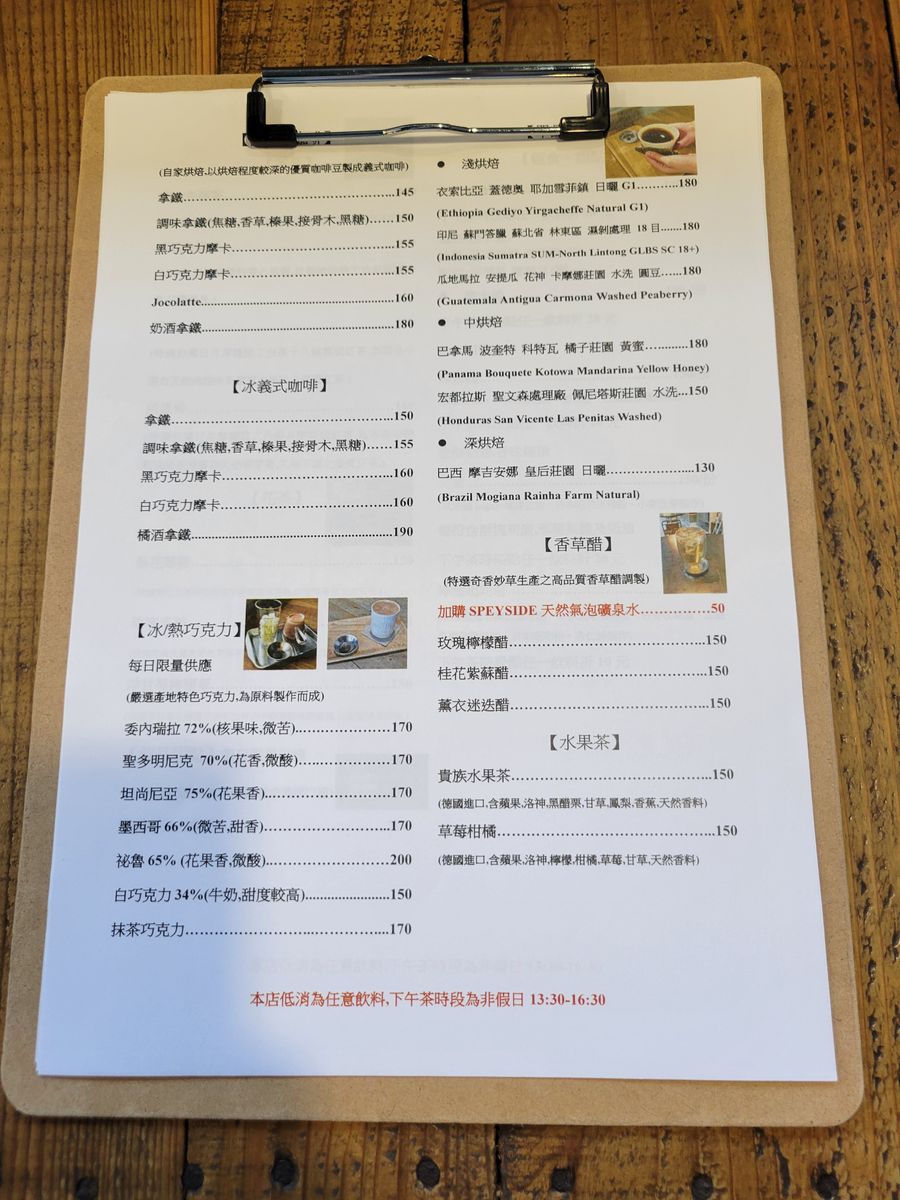 (自家烘焙,以烘焙程度較深的優質咖啡豆製成義式咖啡)
拿鐵...........................................................145
調味拿鐵(焦糖,香草,榛果,接骨木,黑糖)……150
黑巧克力摩卡……………………………………...155
白巧克力摩卡……………………………………...155
Jocolatte..........................................................160
奶酒拿鐵.........................................................180
【冰義式咖啡】
拿鐵……………………………………………...150
調味拿鐵(焦糖,香草,榛果,接骨木,黑糖)……155
黑巧克力摩卡……………………………………..160
白巧克力摩卡……………………………………..160
橘酒拿鐵.........................................................190
【冰/熱巧克力】
每日限量供應
(嚴選產地特色巧克力,為原料製作而成)
委內瑞拉 72%(核果味,微苦)...…………………170
聖多明尼克 70%(花香,微酸)…...………………170
坦尚尼亞 75%(花果香)..………………………...170
墨西哥 66%(微苦,甜香)………………………...170
祕魯 65% (花果香,微酸)..………………………200
白巧克力 34%(牛奶,甜度較高).........................150
抹茶巧克力……………………...…………...170
● 淺烘焙
衣索比亞 蓋德奧 耶加雪菲鎮 日曬 G1………..180
(Ethiopia Gediyo Yirgacheffe Natural G1)
印尼 蘇門答臘 蘇北省 林東區 濕剝處理 18 目.......180
(Indonesia Sumatra SUM-North Lintong GLBS SC 18+)
瓜地馬拉 安提瓜 花神 卡摩娜莊園 水洗 圓豆…...180
(Guatemala Antigua Carmona Washed Peaberry)
● 中烘焙
巴拿馬 波奎特 科特瓦 橘子莊園 黃蜜…..........180
(Panama Bouquete Kotowa Mandarina Yellow Honey)
宏都拉斯 聖文森處理廠 佩尼塔斯莊園 水洗...150
(Honduras San Vicente Las Penitas Washed)
● 深烘焙
巴西 摩吉安娜 皇后莊園 日曬………………....130
(Brazil Mogiana Rainha Farm Natural)
【香草醋】
(特選奇香妙草生產之高品質香草醋調製)
加購 SPEYSIDE 天然氣泡礦泉水……………50
玫瑰檸檬醋…………………………………...150
桂花紫蘇醋…………………………………...150
薰衣迷迭醋…………………………………...150
【水果茶】
貴族水果茶…………………………………...150
(德國進口,含蘋果,洛神,黑醋栗,甘草,鳳梨,香蕉,天然香料)
草莓柑橘……………………………………...150
(德國進口,含蘋果,洛神,檸檬,柑橘,草莓,甘草,天然香料)
本店低消為任意飲料,下午茶時段為非假日 13:30-16:30